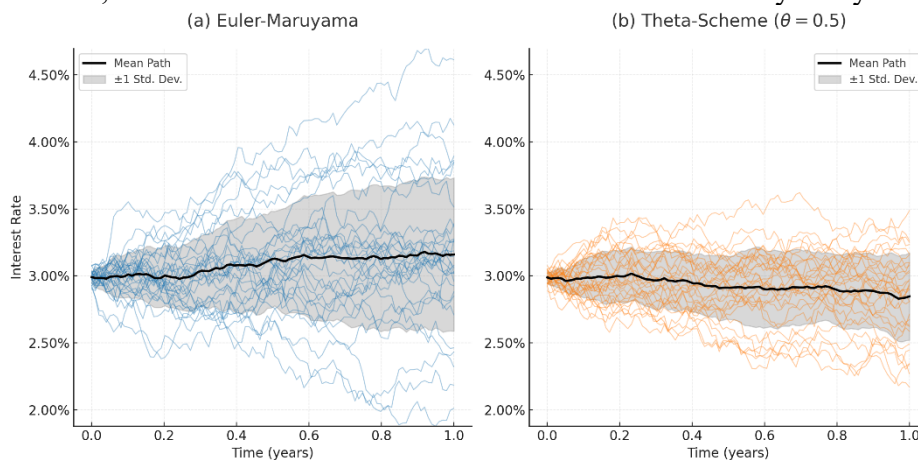 (a) Euler-Maruyama
(b) Theta-Scheme (θ = 0.5)
Mean Path
±1 Std. Dev.
Mean Path
±1 Std. Dev.
4.50%
4.00%
3.50%
3.00%
2.50%
2.00%
Interest Rate
4.50%
4.00%
3.50%
3.00%
2.50%
2.00%
0.0 0.2 0.4 0.6 0.8 1.0
Time (years)
0.0 0.2 0.4 0.6 0.8 1.0
Time (years)